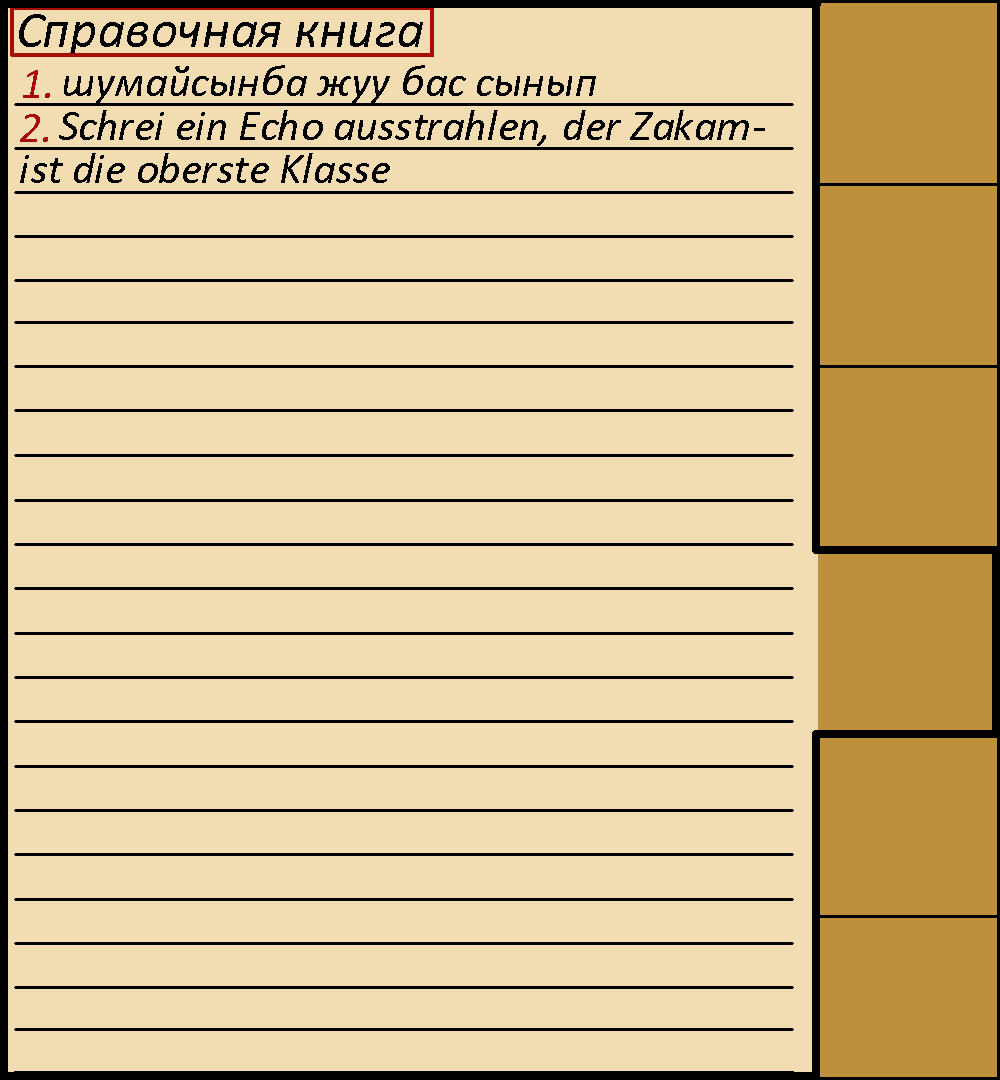 Справочная книга
1. шумайсынба жуу бас сынып
2. Schrei ein Echo ausstrahlen, der Zakam-
ist die oberste Klasse